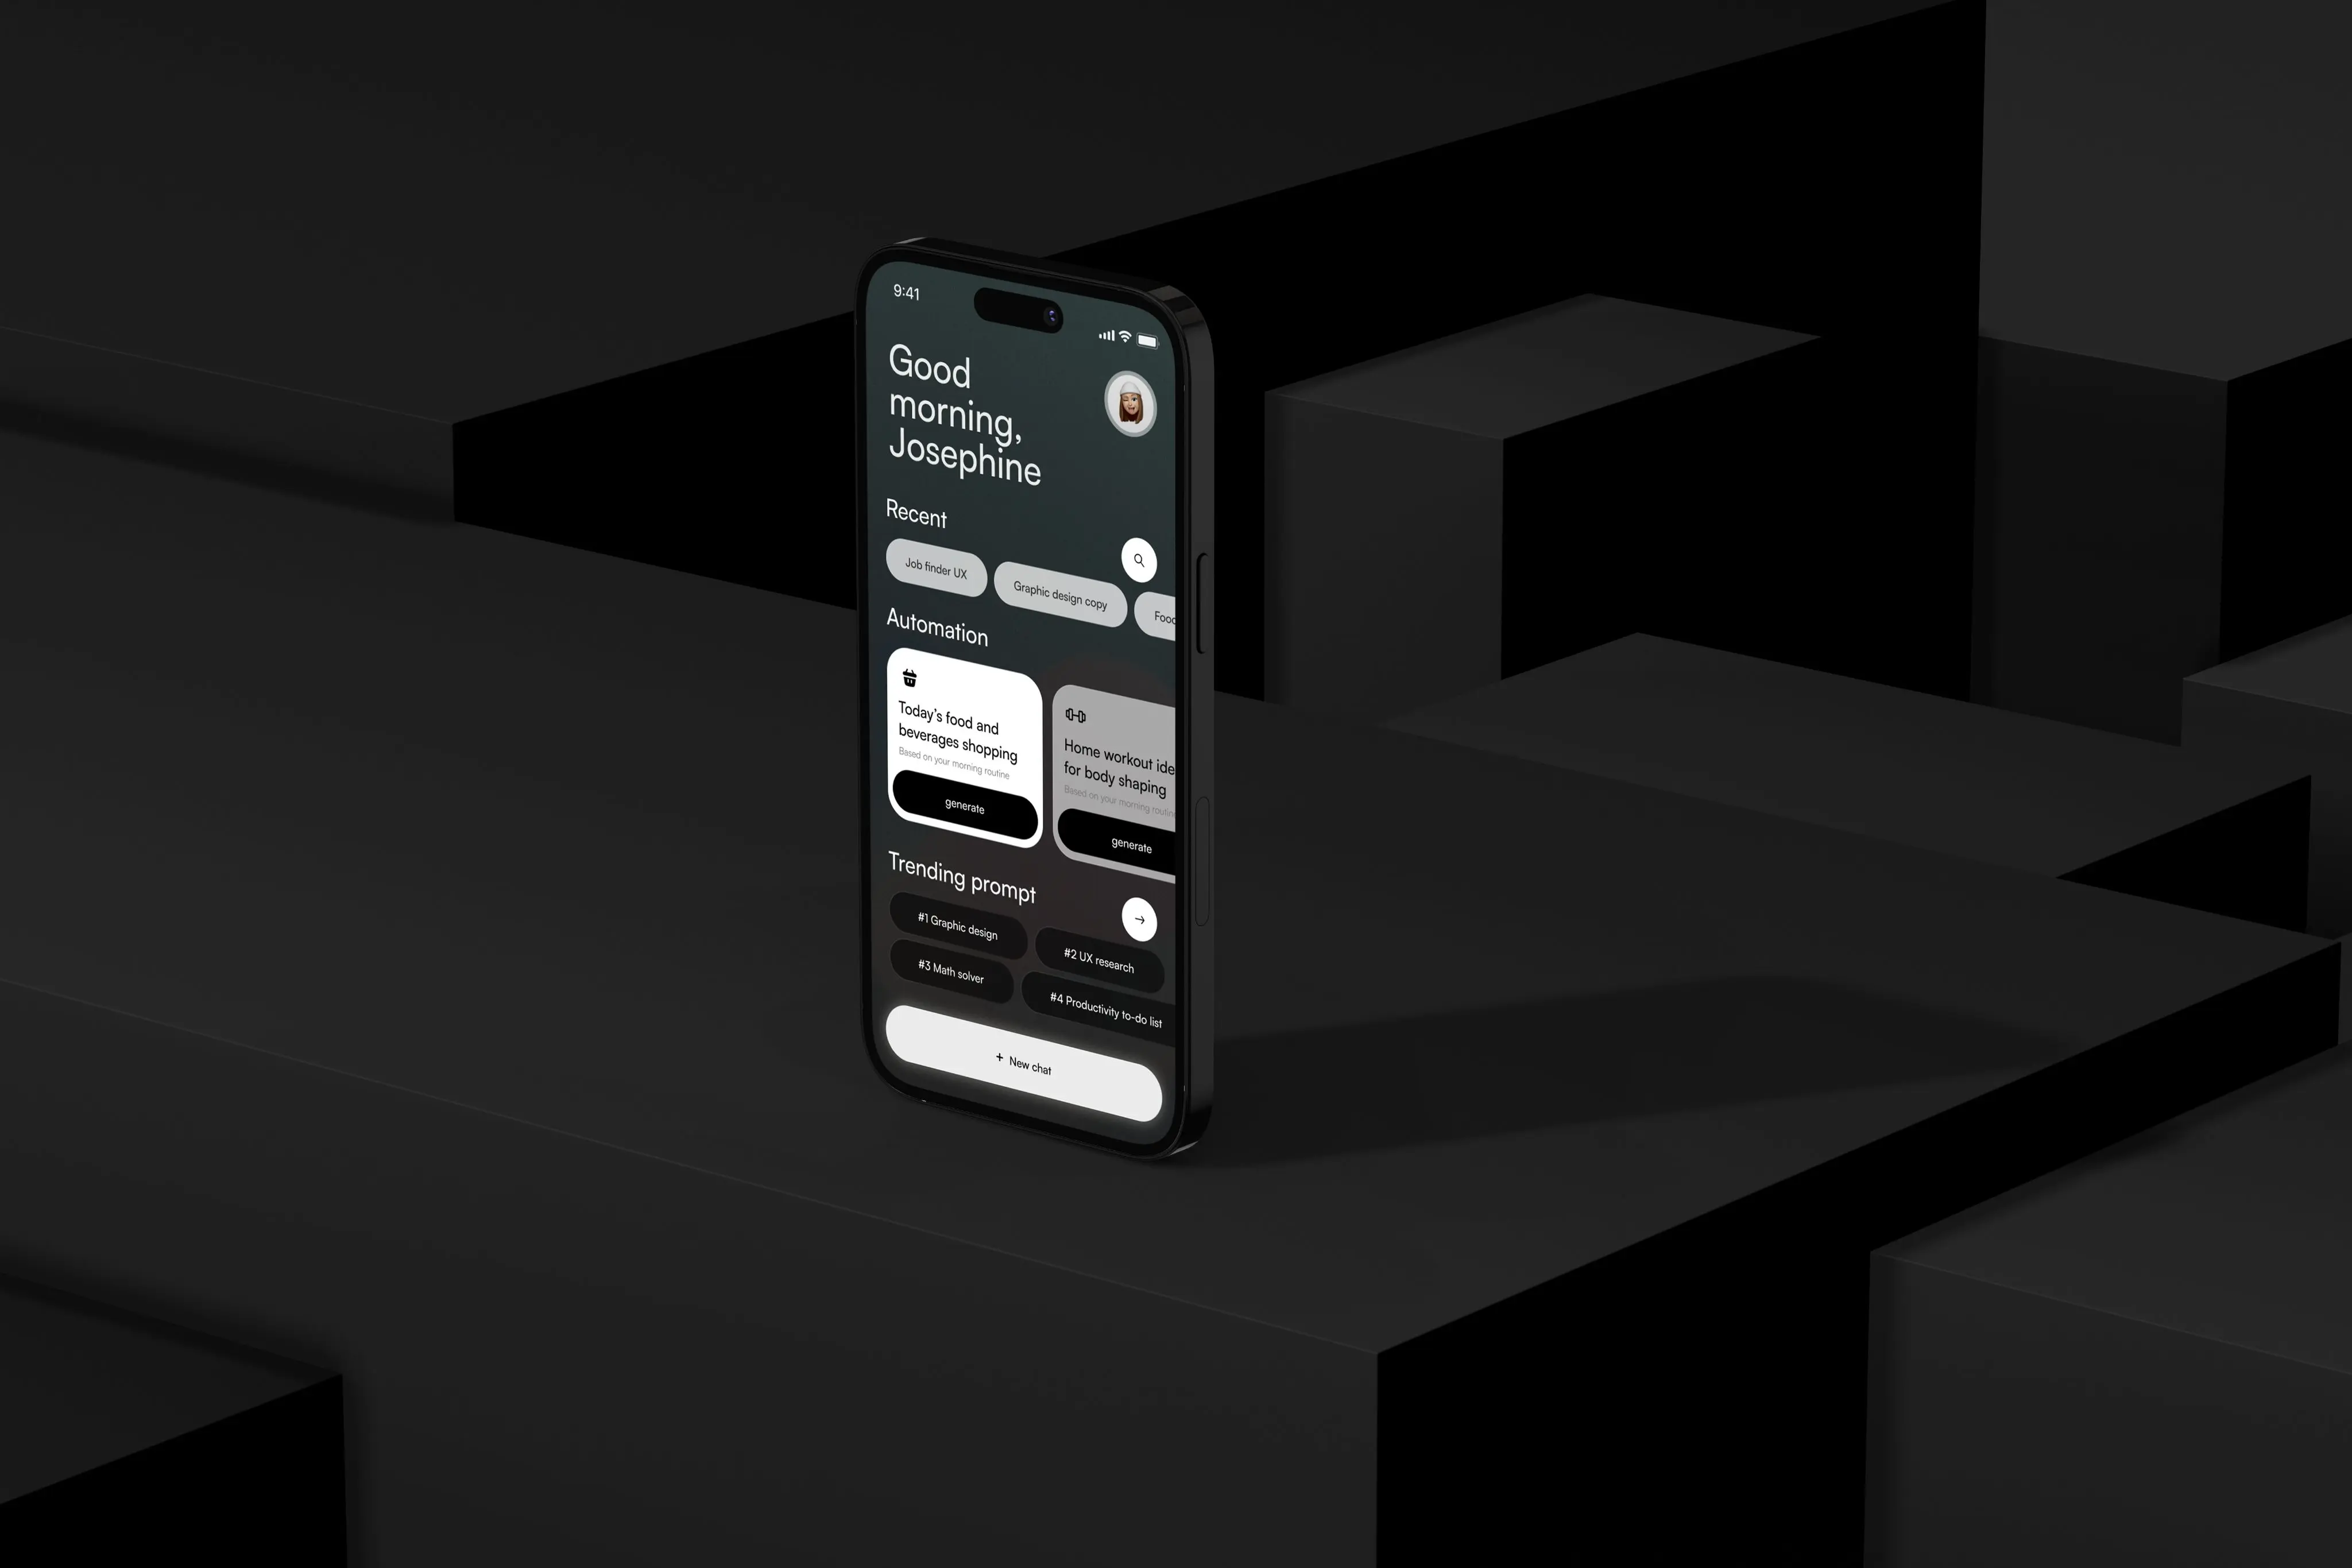 9:41
Good
morning,
Josephine
Recent
Job finder UX
Graphic design copy
Food
Automation
Today's food and
beverages shopping
Based on your morning routine
generate
Home workout ide
for body shaping
Based on your morning routin
generate
Trending prompt
#1 Graphic design
#2 UX research
#3 Math solver
#4 Productivity to-do list
+ New chat